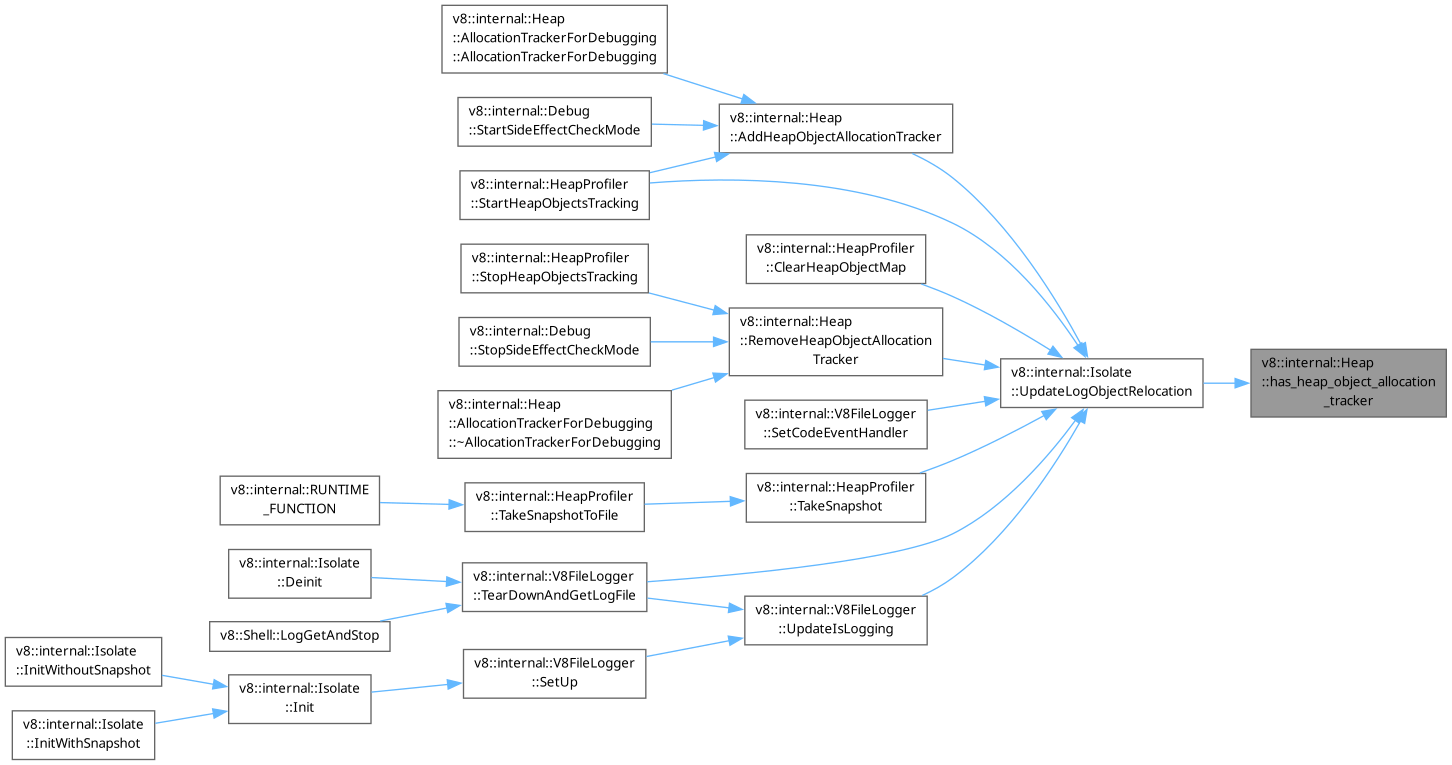 v8::internal::Heap
::AllocationTrackerForDebugging
::AllocationTrackerForDebugging
v8::internal::Debug
::StartSideEffectCheckMode
v8::internal::Heap
::AddHeapObjectAllocationTracker
v8::internal::HeapProfiler
::StartHeapObjectsTracking
v8::internal::HeapProfiler
::StopHeapObjectsTracking
v8::internal::HeapProfiler
::ClearHeapObjectMap
v8::internal::Debug
::StopSideEffectCheckMode
v8::internal::Heap
::RemoveHeapObjectAllocation
Tracker
v8::internal::Isolate
::UpdateLogObjectRelocation
v8::internal::Heap
::has_heap_object_allocation
_tracker
v8::internal::Heap
::AllocationTrackerForDebugging
::~AllocationTrackerForDebugging
v8::internal::V8FileLogger
::SetCodeEventHandler
v8::internal::RUNTIME
_FUNCTION
v8::internal::HeapProfiler
::TakeSnapshotToFile
v8::internal::HeapProfiler
::TakeSnapshot
v8::internal::Isolate
::Deinit
v8::internal::V8FileLogger
::TearDownAndGetLogFile
v8::Shell::LogGetAndStop
v8::internal::V8FileLogger
::UpdateIsLogging
v8::internal::Isolate
::InitWithoutSnapshot
v8::internal::Isolate
::Init
v8::internal::V8FileLogger
::SetUp
v8::internal::Isolate
::InitWithSnapshot